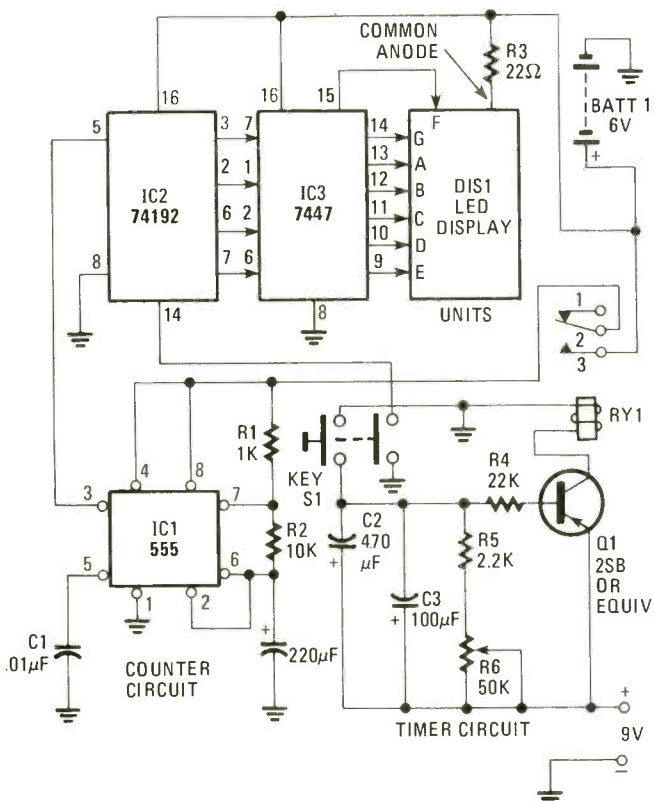 COMMON
ANODE
R3
22Ω
BATT 1
6V
+
16
16
15
5
3
7
14
G
F
2
1
13
A
IC2
74192
IC3
7447
12
B
DIS1
LED
DISPLAY
6
2
11
C
10
D
8
7
6
9
E
14
8
UNITS
1
2
3
R1
1K
KEY
S1
RY1
4
8
3
7
R4
22K
IC1
555
R2
10K
5
6
C2
470
μF
+
R5
2.2K
Q1
2SB
OR
EQUIV
1
2
C1
.01μF
COUNTER
CIRCUIT
+
220μF
C3
100μF
+
R6
50K
TIMER CIRCUIT
+
9V
−